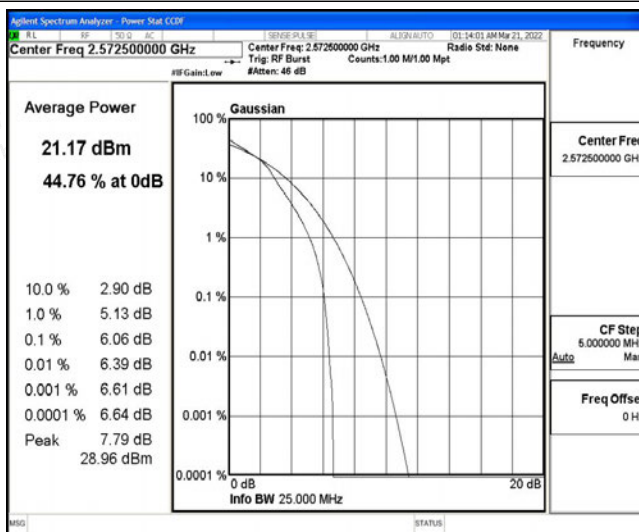 Agilent Spectrum Analyzer - Power Stat CCDF
RL RF 50 Ω AC SENSE:PULSE ALIGN AUTO 01:14:01 AM Mar 21, 2022
Center Freq 2.572500000 GHz
Center Freq: 2.572500000 GHz Radio Std: None
Trig: RF Burst Counts:1.00 M/1.00 Mpt
#IFGain:Low #Atten: 46 dB
Frequency
Average Power
21.17 dBm
44.76 % at 0dB
10.0 % 2.90 dB
1.0 % 5.13 dB
0.1 % 6.06 dB
0.01 % 6.39 dB
0.001 % 6.61 dB
0.0001 % 6.64 dB
Peak 7.79 dB
28.96 dBm
Gaussian
100 %
10 %
1 %
0.1 %
0.01 %
0.001 %
0.0001 %
0 dB 20 dB
Info BW 25.000 MHz
Center Freq
2.572500000 GH
CF Step
5.000000 MH
Auto Ma
Freq Offse
0 H
MSG STATUS